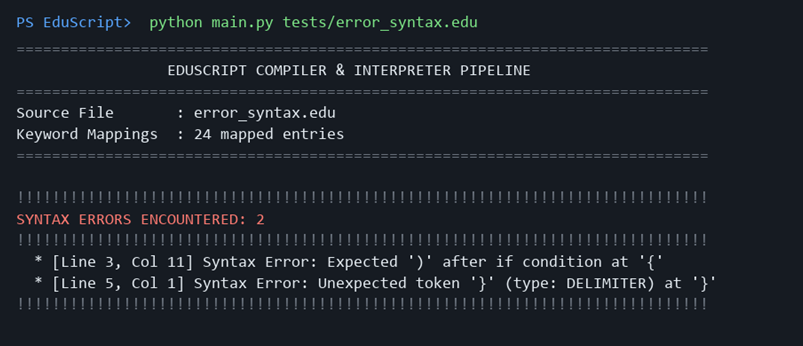 PS EduScript>  python main.py tests/error_syntax.edu
==============================================================================
                 EDUSCRIPT COMPILER & INTERPRETER PIPELINE
==============================================================================
Source File       : error_syntax.edu
Keyword Mappings  : 24 mapped entries
==============================================================================
!!!!!!!!!!!!!!!!!!!!!!!!!!!!!!!!!!!!!!!!!!!!!!!!!!!!!!!!!!!!!!!!!!!!!!!!!!!!!!
SYNTAX ERRORS ENCOUNTERED: 2
!!!!!!!!!!!!!!!!!!!!!!!!!!!!!!!!!!!!!!!!!!!!!!!!!!!!!!!!!!!!!!!!!!!!!!!!!!!!!!
  * [Line 3, Col 11] Syntax Error: Expected ')' after if condition at '{'
  * [Line 5, Col 1] Syntax Error: Unexpected token '}' (type: DELIMITER) at '}'
!!!!!!!!!!!!!!!!!!!!!!!!!!!!!!!!!!!!!!!!!!!!!!!!!!!!!!!!!!!!!!!!!!!!!!!!!!!!!!